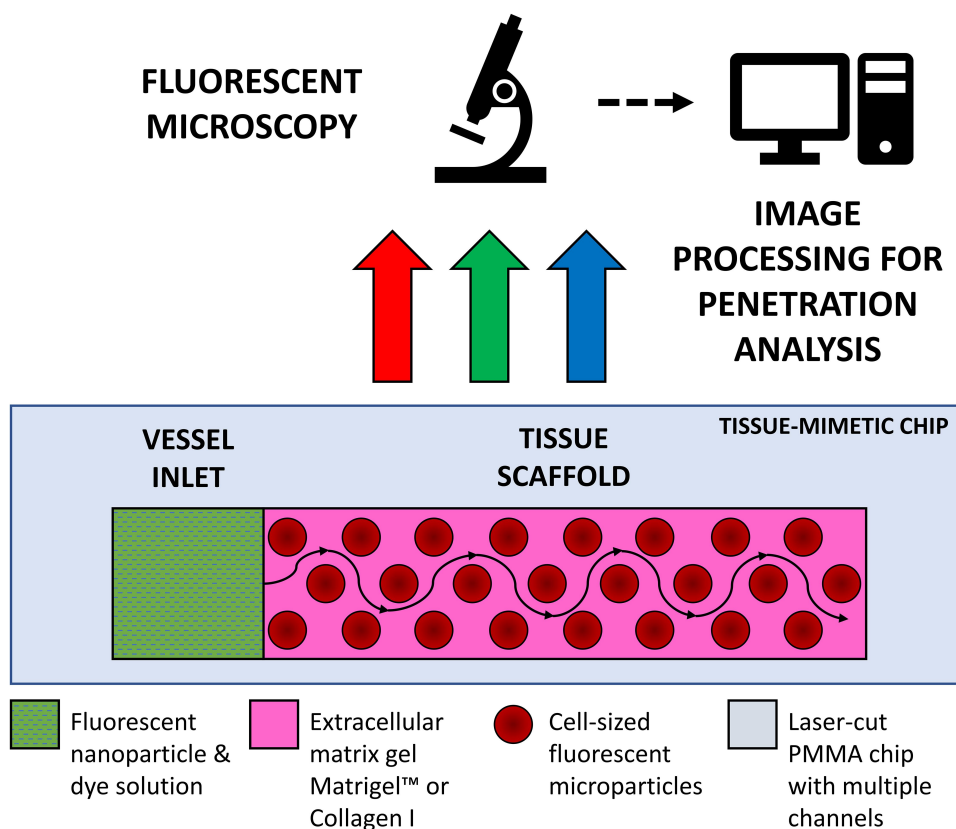 FLUORESCENT
MICROSCOPY
IMAGE
PROCESSING FOR
PENETRATION
ANALYSIS
TISSUE-MIMETIC CHIP
VESSEL
INLET
TISSUE
SCAFFOLD
Fluorescent
nanoparticle &
dye solution
Extracellular
matrix gel
Matrigel™ or
Collagen I
Cell-sized
fluorescent
microparticles
Laser-cut
PMMA chip
with multiple
channels